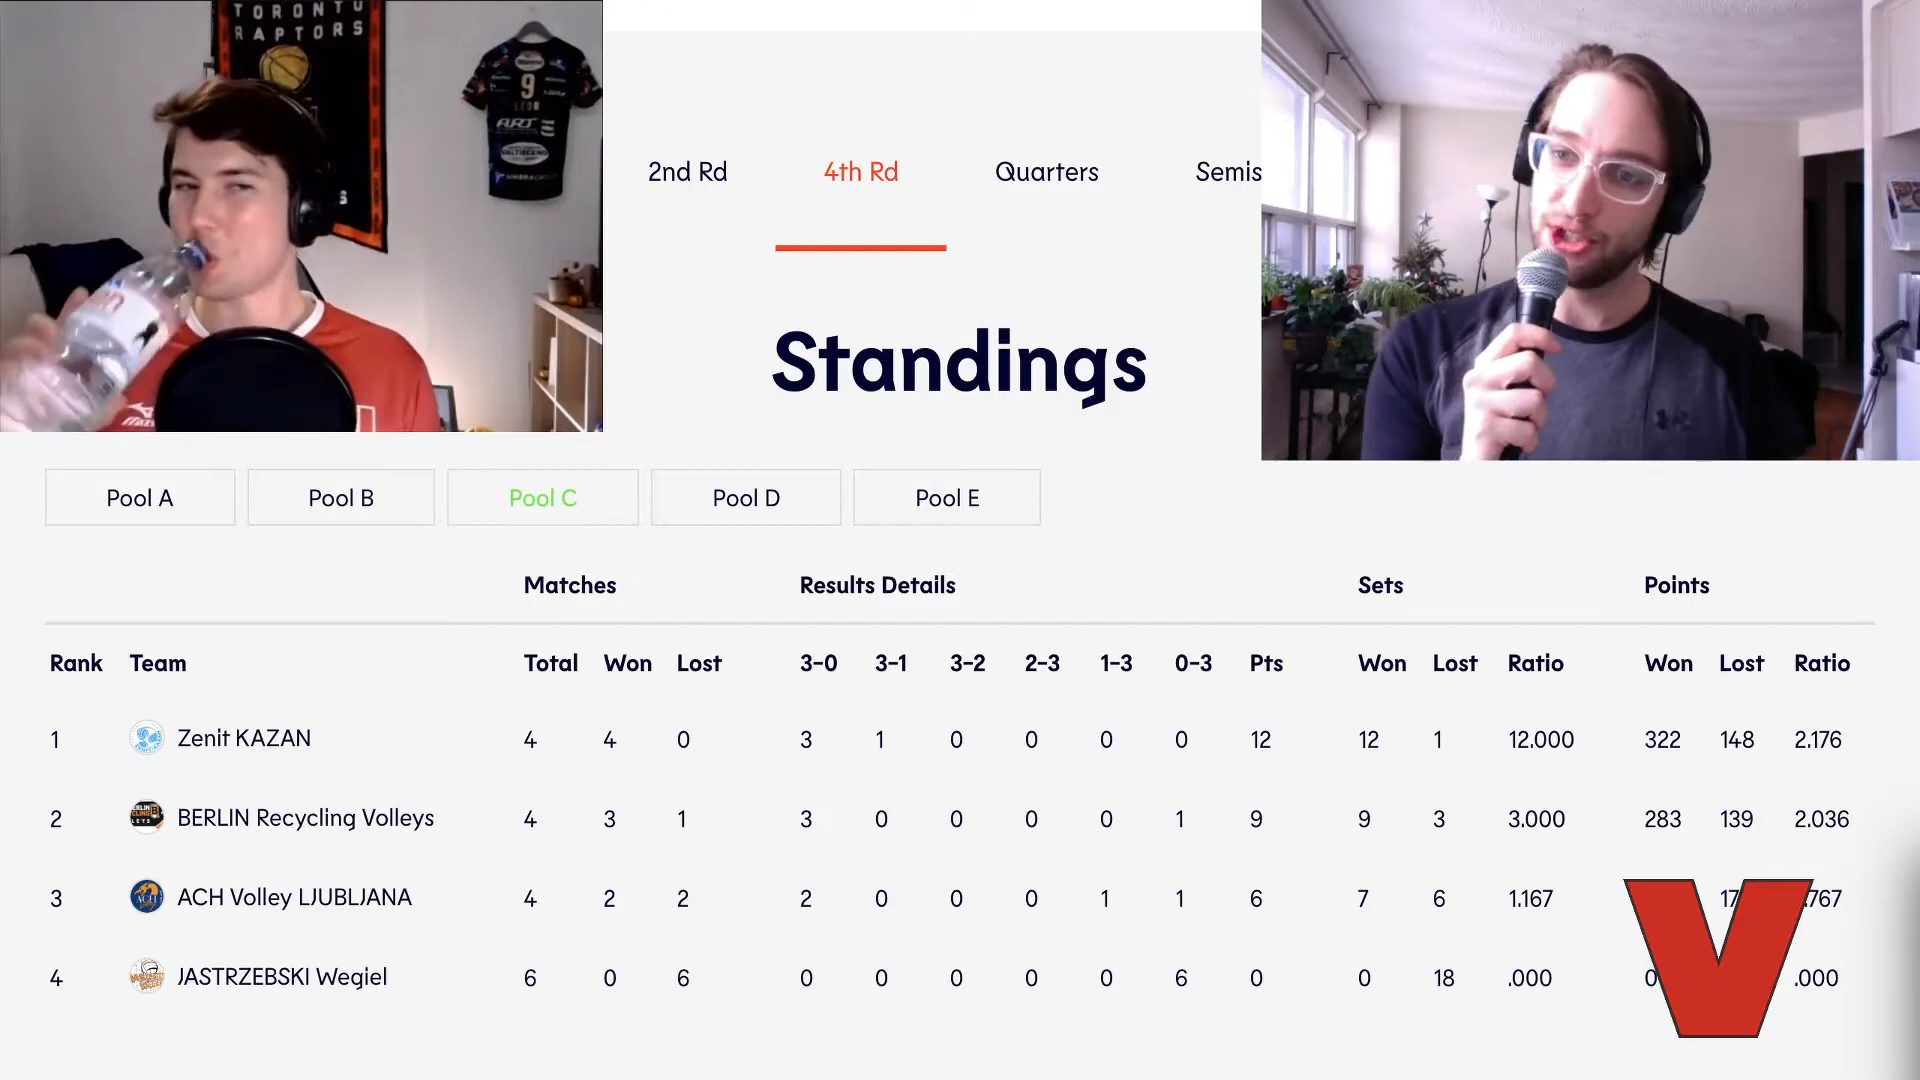 TORONTO
RAPTORS
9
LEON
ART
2nd Rd 4th Rd Quarters Semis
Standings
Pool A Pool B Pool C Pool D Pool E
Matches Results Details Sets Points
Rank Team Total Won Lost 3-0 3-1 3-2 2-3 1-3 0-3 Pts Won Lost Ratio Won Lost Ratio
1 Zenit KAZAN 4 4 0 3 1 0 0 0 0 12 12 1 12.000 322 148 2.176
2 BERLIN Recycling Volleys 4 3 1 3 0 0 0 0 1 9 9 3 3.000 283 139 2.036
3 ACH Volley LJUBLJANA 4 2 2 2 0 0 0 1 1 6 7 6 1.167 17 .767
4 JASTRZEBSKI Wegiel 6 0 6 0 0 0 0 0 6 0 0 18 .000 0 .000
V